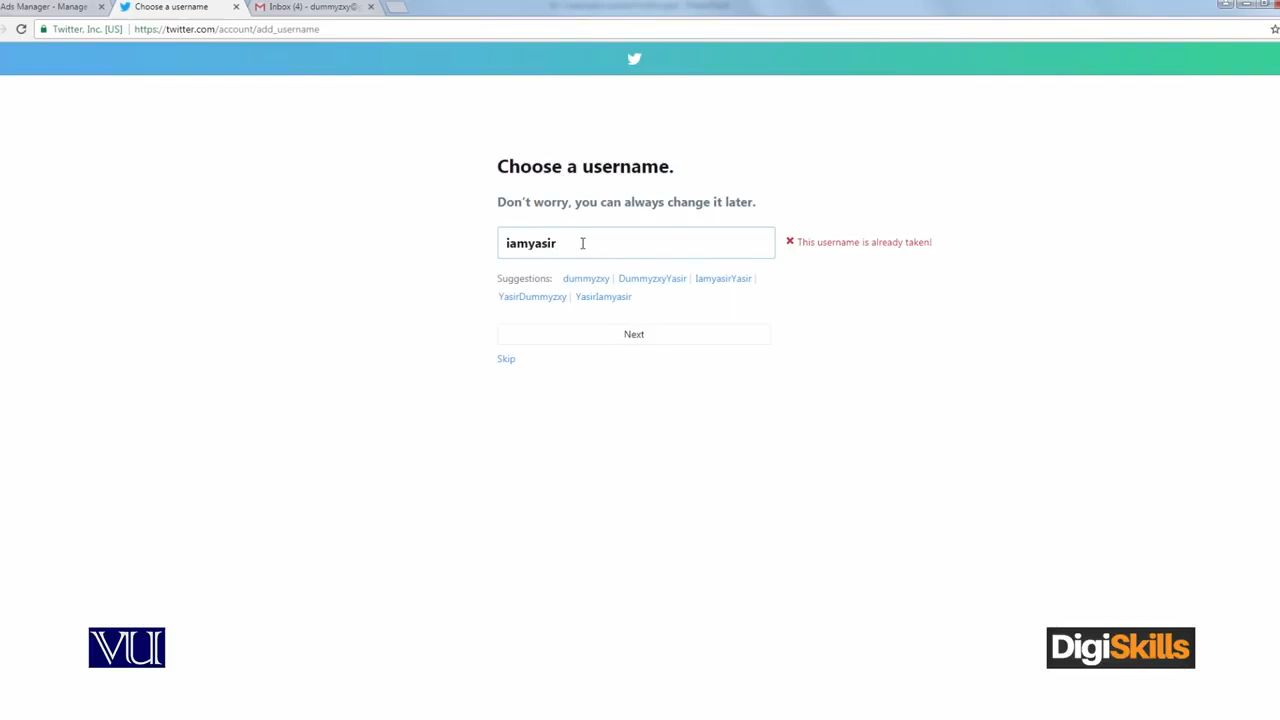 Ads Manager - Manage
Choose a username
Inbox (4) - dummyzxy@
Twitter, Inc. [US]
https://twitter.com/account/add_username
Choose a username.
Don't worry, you can always change it later.
iamyasir
This username is already taken!
Suggestions: dummyzxy | DummyzxyYasir | IamyasirYasir |
YasirDummyzxy | YasirIamyasir
Next
Skip
VU
DigiSkills